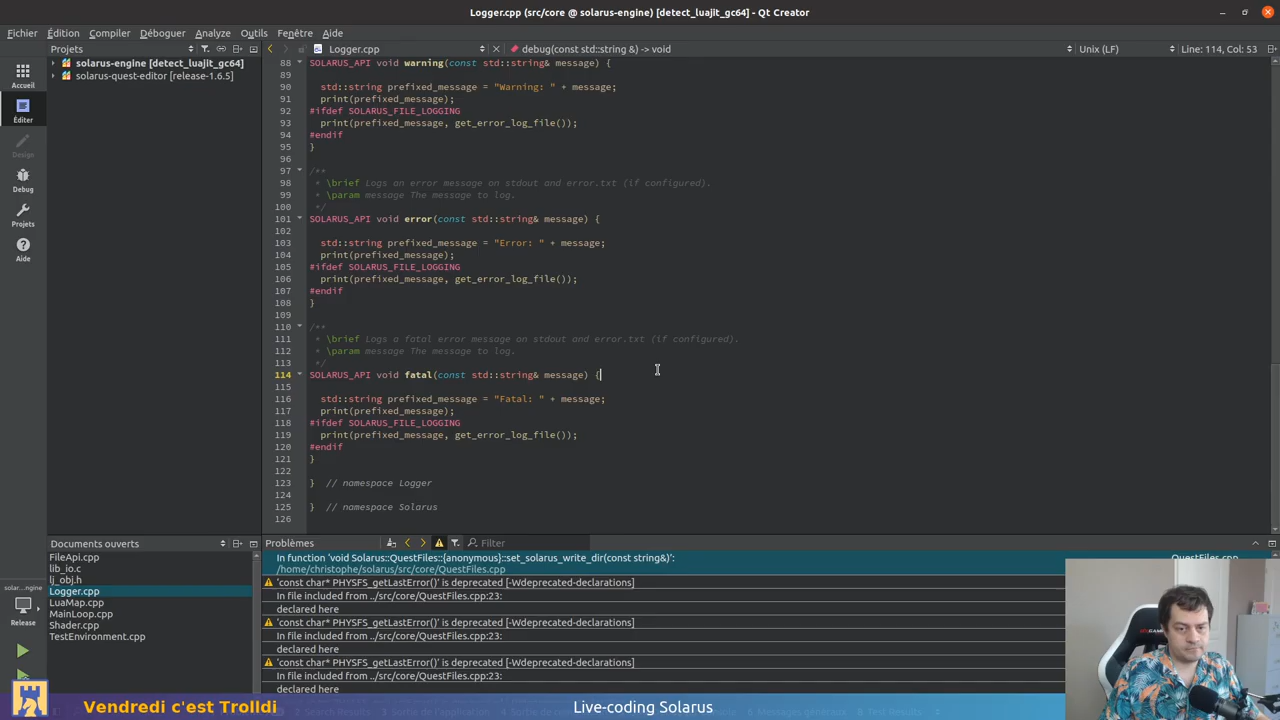 Logger.cpp (src/core @ solarus-engine) [detect_luajit_gc64] - Qt Creator
Fichier Édition Compiler Déboguer Analyze Outils Fenêtre Aide
Projets
Logger.cpp
debug(const std::string &) -> void
Unix (LF)
Line: 114, Col: 53
solarus-engine [detect_luajit_gc64]
solarus-quest-editor [release-1.6.5]
Accueil
Éditer
Design
Debug
Projets
Aide
88 SOLARUS_API void warning(const std::string& message) {
89
90 std::string prefixed_message = "Warning: " + message;
91 print(prefixed_message);
92 #ifdef SOLARUS_FILE_LOGGING
93 print(prefixed_message, get_error_log_file());
94 #endif
95 }
96
97 /**
98 * \brief Logs an error message on stdout and error.txt (if configured).
99 * \param message The message to log.
100 */
101 SOLARUS_API void error(const std::string& message) {
102
103 std::string prefixed_message = "Error: " + message;
104 print(prefixed_message);
105 #ifdef SOLARUS_FILE_LOGGING
106 print(prefixed_message, get_error_log_file());
107 #endif
108 }
109
110 /**
111 * \brief Logs a fatal error message on stdout and error.txt (if configured).
112 * \param message The message to log.
113 */
114 SOLARUS_API void fatal(const std::string& message) {
115
116 std::string prefixed_message = "Fatal: " + message;
117 print(prefixed_message);
118 #ifdef SOLARUS_FILE_LOGGING
119 print(prefixed_message, get_error_log_file());
120 #endif
121 }
122
123 } // namespace Logger
124
125 } // namespace Solarus
126
Documents ouverts
FileApi.cpp
lib_io.c
lj_obj.h
Logger.cpp
LuaMap.cpp
MainLoop.cpp
Shader.cpp
TestEnvironment.cpp
solar...ngine
Release
Problèmes
Filter
In function 'void Solarus::QuestFiles::{anonymous}::set_solarus_write_dir(const string&)':
QuestFiles.cpp
/home/christophe/solarus/src/core/QuestFiles.cpp
'const char* PHYSFS_getLastError()' is deprecated [-Wdeprecated-declarations]
In file included from ../src/core/QuestFiles.cpp:23:
declared here
'const char* PHYSFS_getLastError()' is deprecated [-Wdeprecated-declarations]
In file included from ../src/core/QuestFiles.cpp:23:
declared here
'const char* PHYSFS_getLastError()' is deprecated [-Wdeprecated-declarations]
In file included from ../src/core/QuestFiles.cpp:23:
declared here
Vendredi c'est Trolldi
Live-coding Solarus